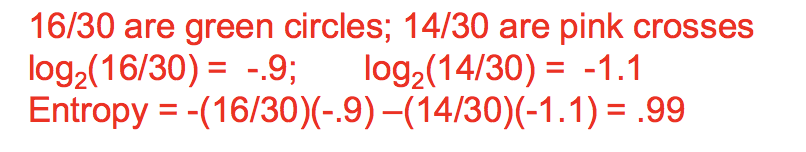 16/30 are green circles; 14/30 are pink crosses
log₂(16/30) = -.9; log₂(14/30) = -1.1
Entropy = -(16/30)(-.9) –(14/30)(-1.1) = .99